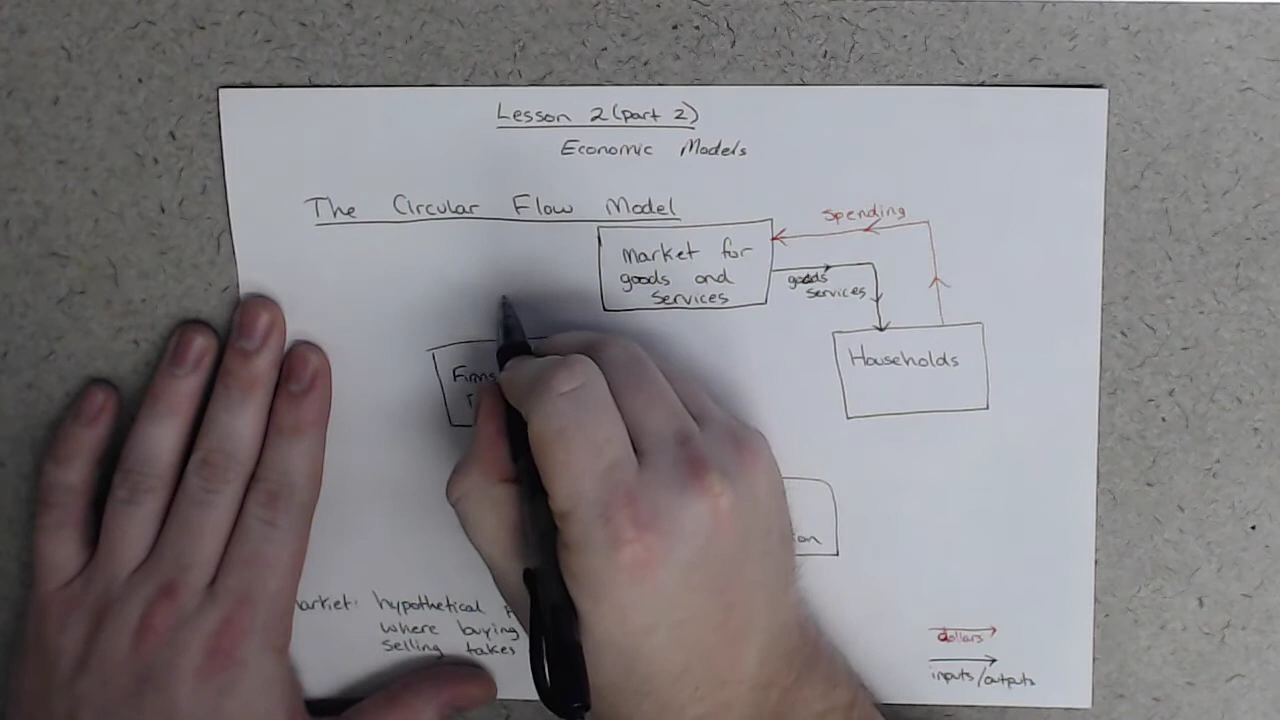 Lesson 2 (part 2)
Economic Models
The Circular Flow Model
spending
Market for
goods and
services
goods
services
Households
Firms
hypothetical
where buying
selling takes
dollars
inputs/outputs